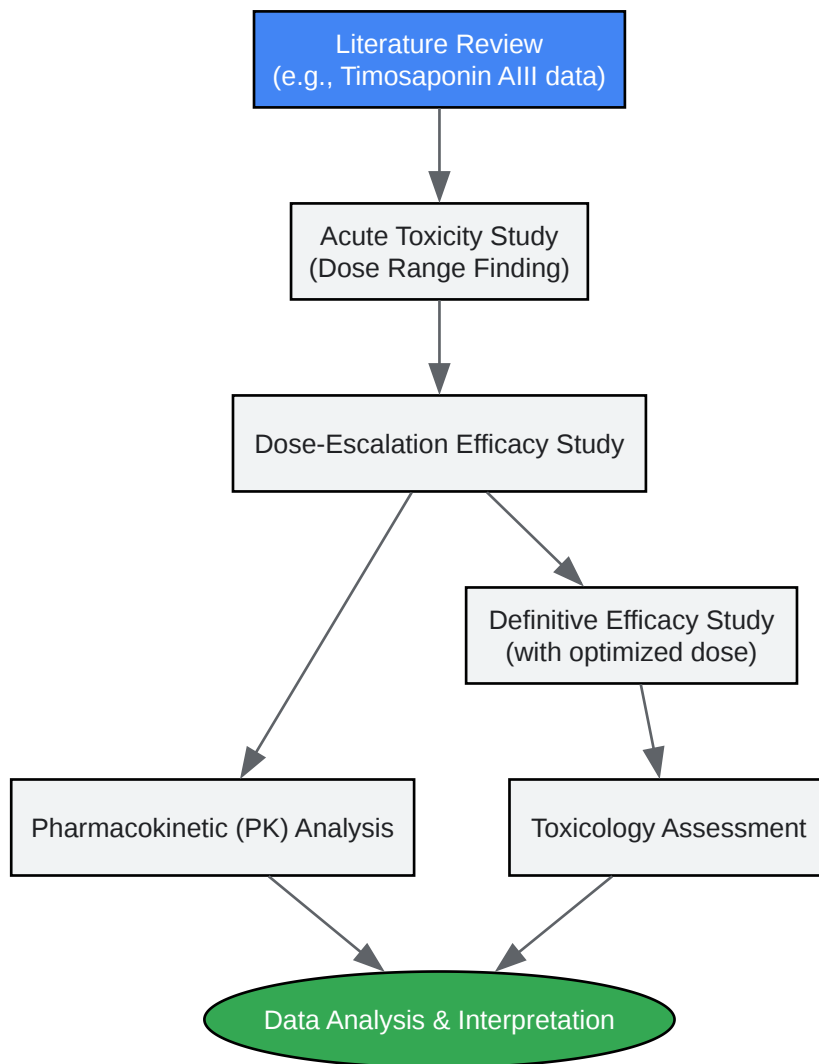 Literature Review
(e.g., Timosaponin AIII data)
Acute Toxicity Study
(Dose Range Finding)
Dose-Escalation Efficacy Study
Definitive Efficacy Study
(with optimized dose)
Pharmacokinetic (PK) Analysis
Toxicology Assessment
Data Analysis & Interpretation